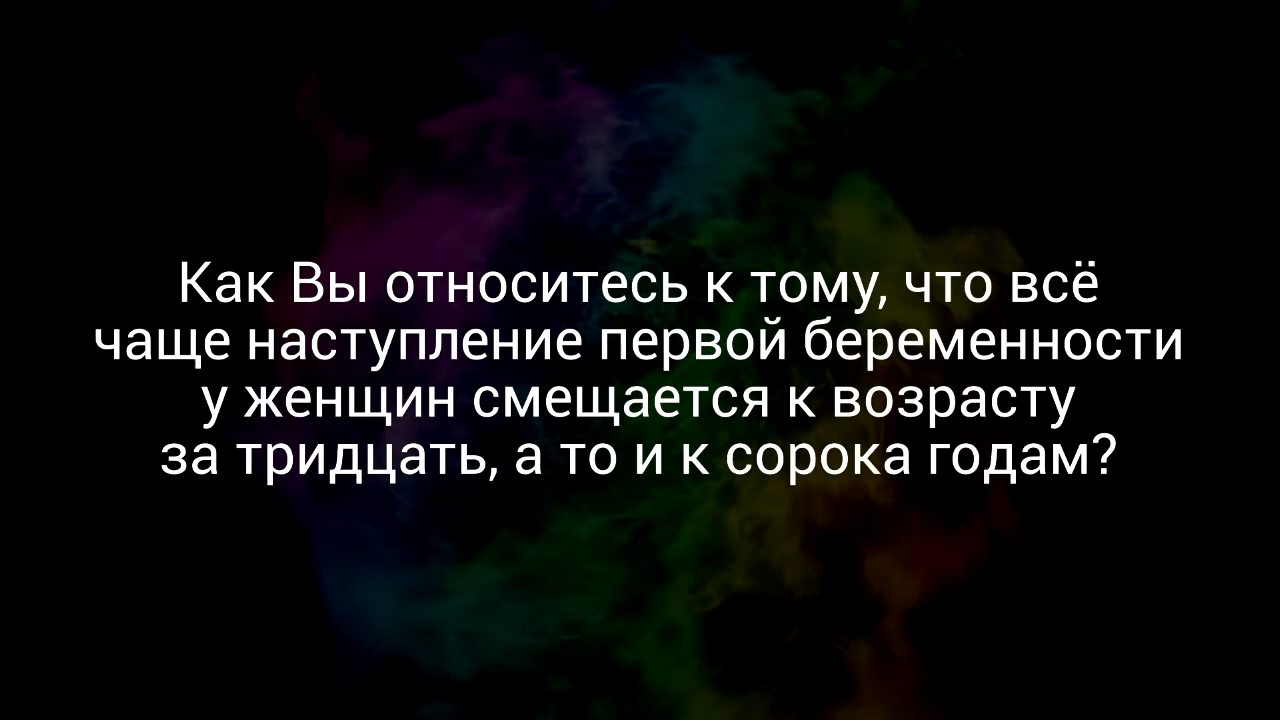 Как Вы относитесь к тому, что всё
чаще наступление первой беременности
у женщин смещается к возрасту
за тридцать, а то и к сорока годам?